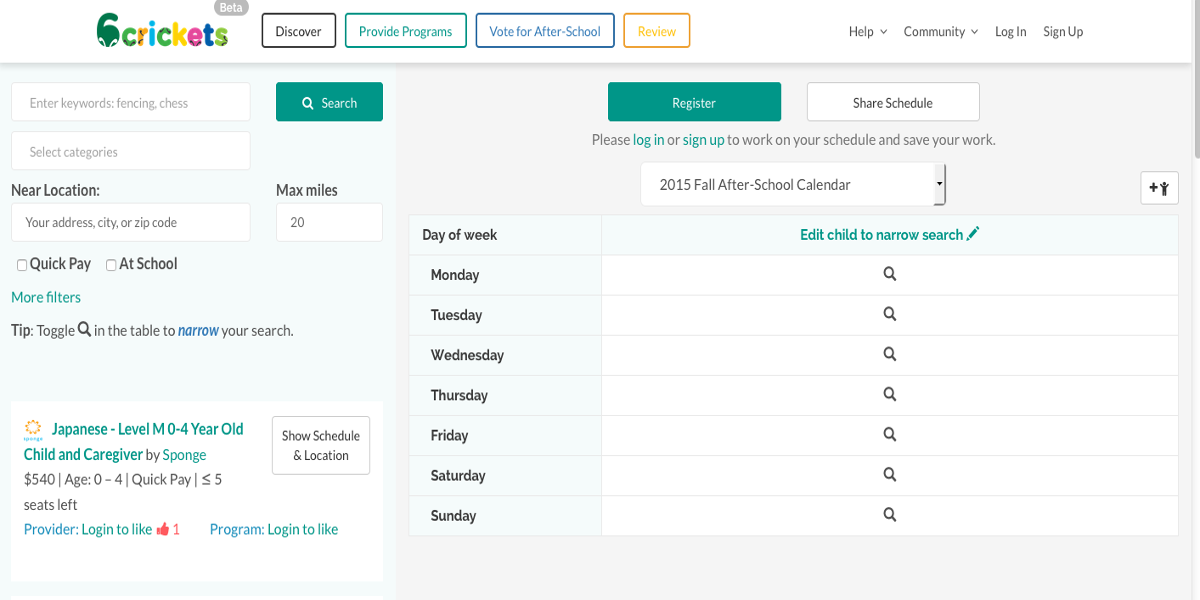 Beta
6crickets
Discover
Provide Programs
Vote for After-School
Review
Help
Community
Log In
Sign Up
Enter keywords: fencing, chess
Search
Select categories
Near Location:
Max miles
Your address, city, or zip code
20
Quick Pay
At School
More filters
Tip: Toggle in the table to narrow your search.
sponge
Japanese - Level M 0-4 Year Old
Child and Caregiver by Sponge
$540 | Age: 0 – 4 | Quick Pay | ≤ 5
seats left
Provider: Login to like 1
Program: Login to like
Show Schedule
& Location
Register
Share Schedule
Please log in or sign up to work on your schedule and save your work.
2015 Fall After-School Calendar
Day of week
Edit child to narrow search
Monday
Tuesday
Wednesday
Thursday
Friday
Saturday
Sunday